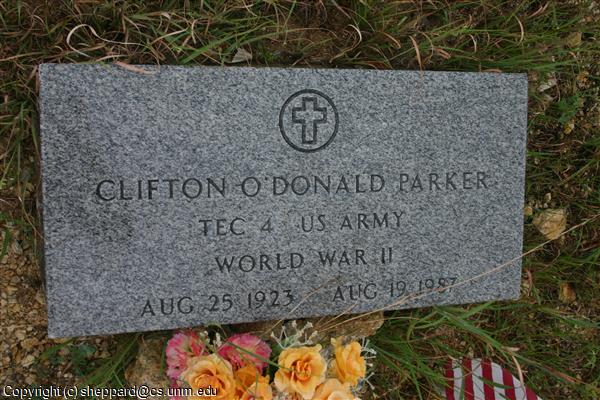 CLIFTON O'DONALD PARKER
TEC 4 US ARMY
WORLD WAR II
AUG 25 1923 AUG 19 1987
Copyright (c) sheppard@cs.unm.edu